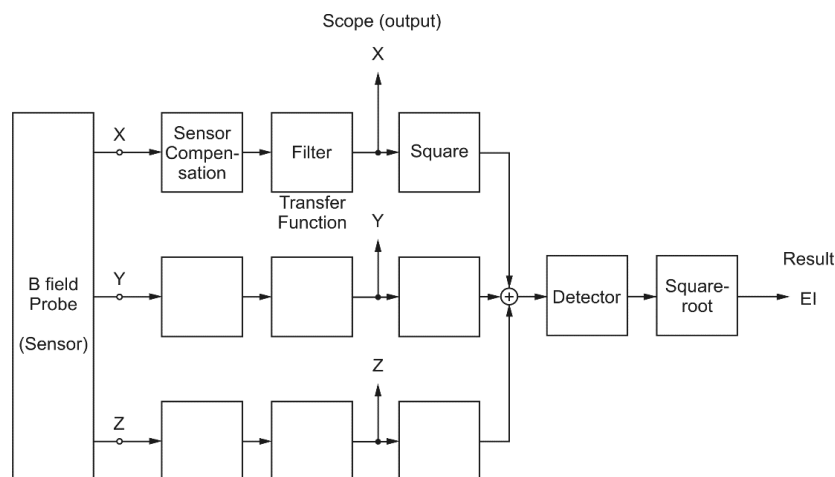 Scope (output)
X
X
Sensor
Compen-
sation
Filter
Square
Transfer
Function
Y
Y
B field
Probe
(Sensor)
+
Detector
Square-
root
Result
EI
Z
Z